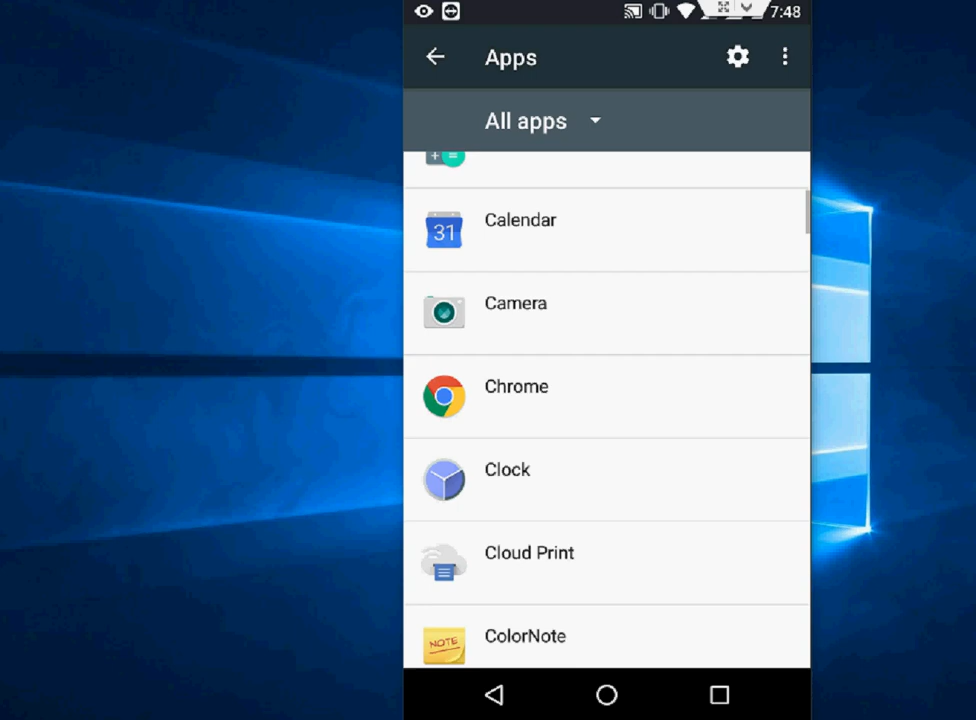 7:48
Apps
All apps
Calendar
31
Camera
Chrome
Clock
Cloud Print
ColorNote
NOTE